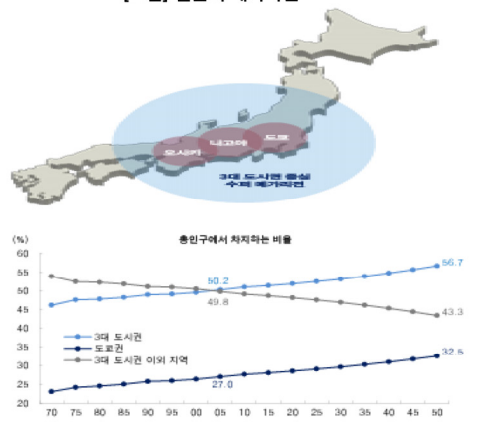 오사카
나고야
도쿄
3대 도시권 중심
수퍼 메가리전
(%)
총인구에서 차지하는 비율
60
55
50
45
40
35
30
25
20
50.2
49.8
56.7
43.3
27.0
3대 도시권
도쿄권
3대 도시권 이외 지역
70 75 80 85 90 95 00 05 10 15 20 25 30 35 40 45 50